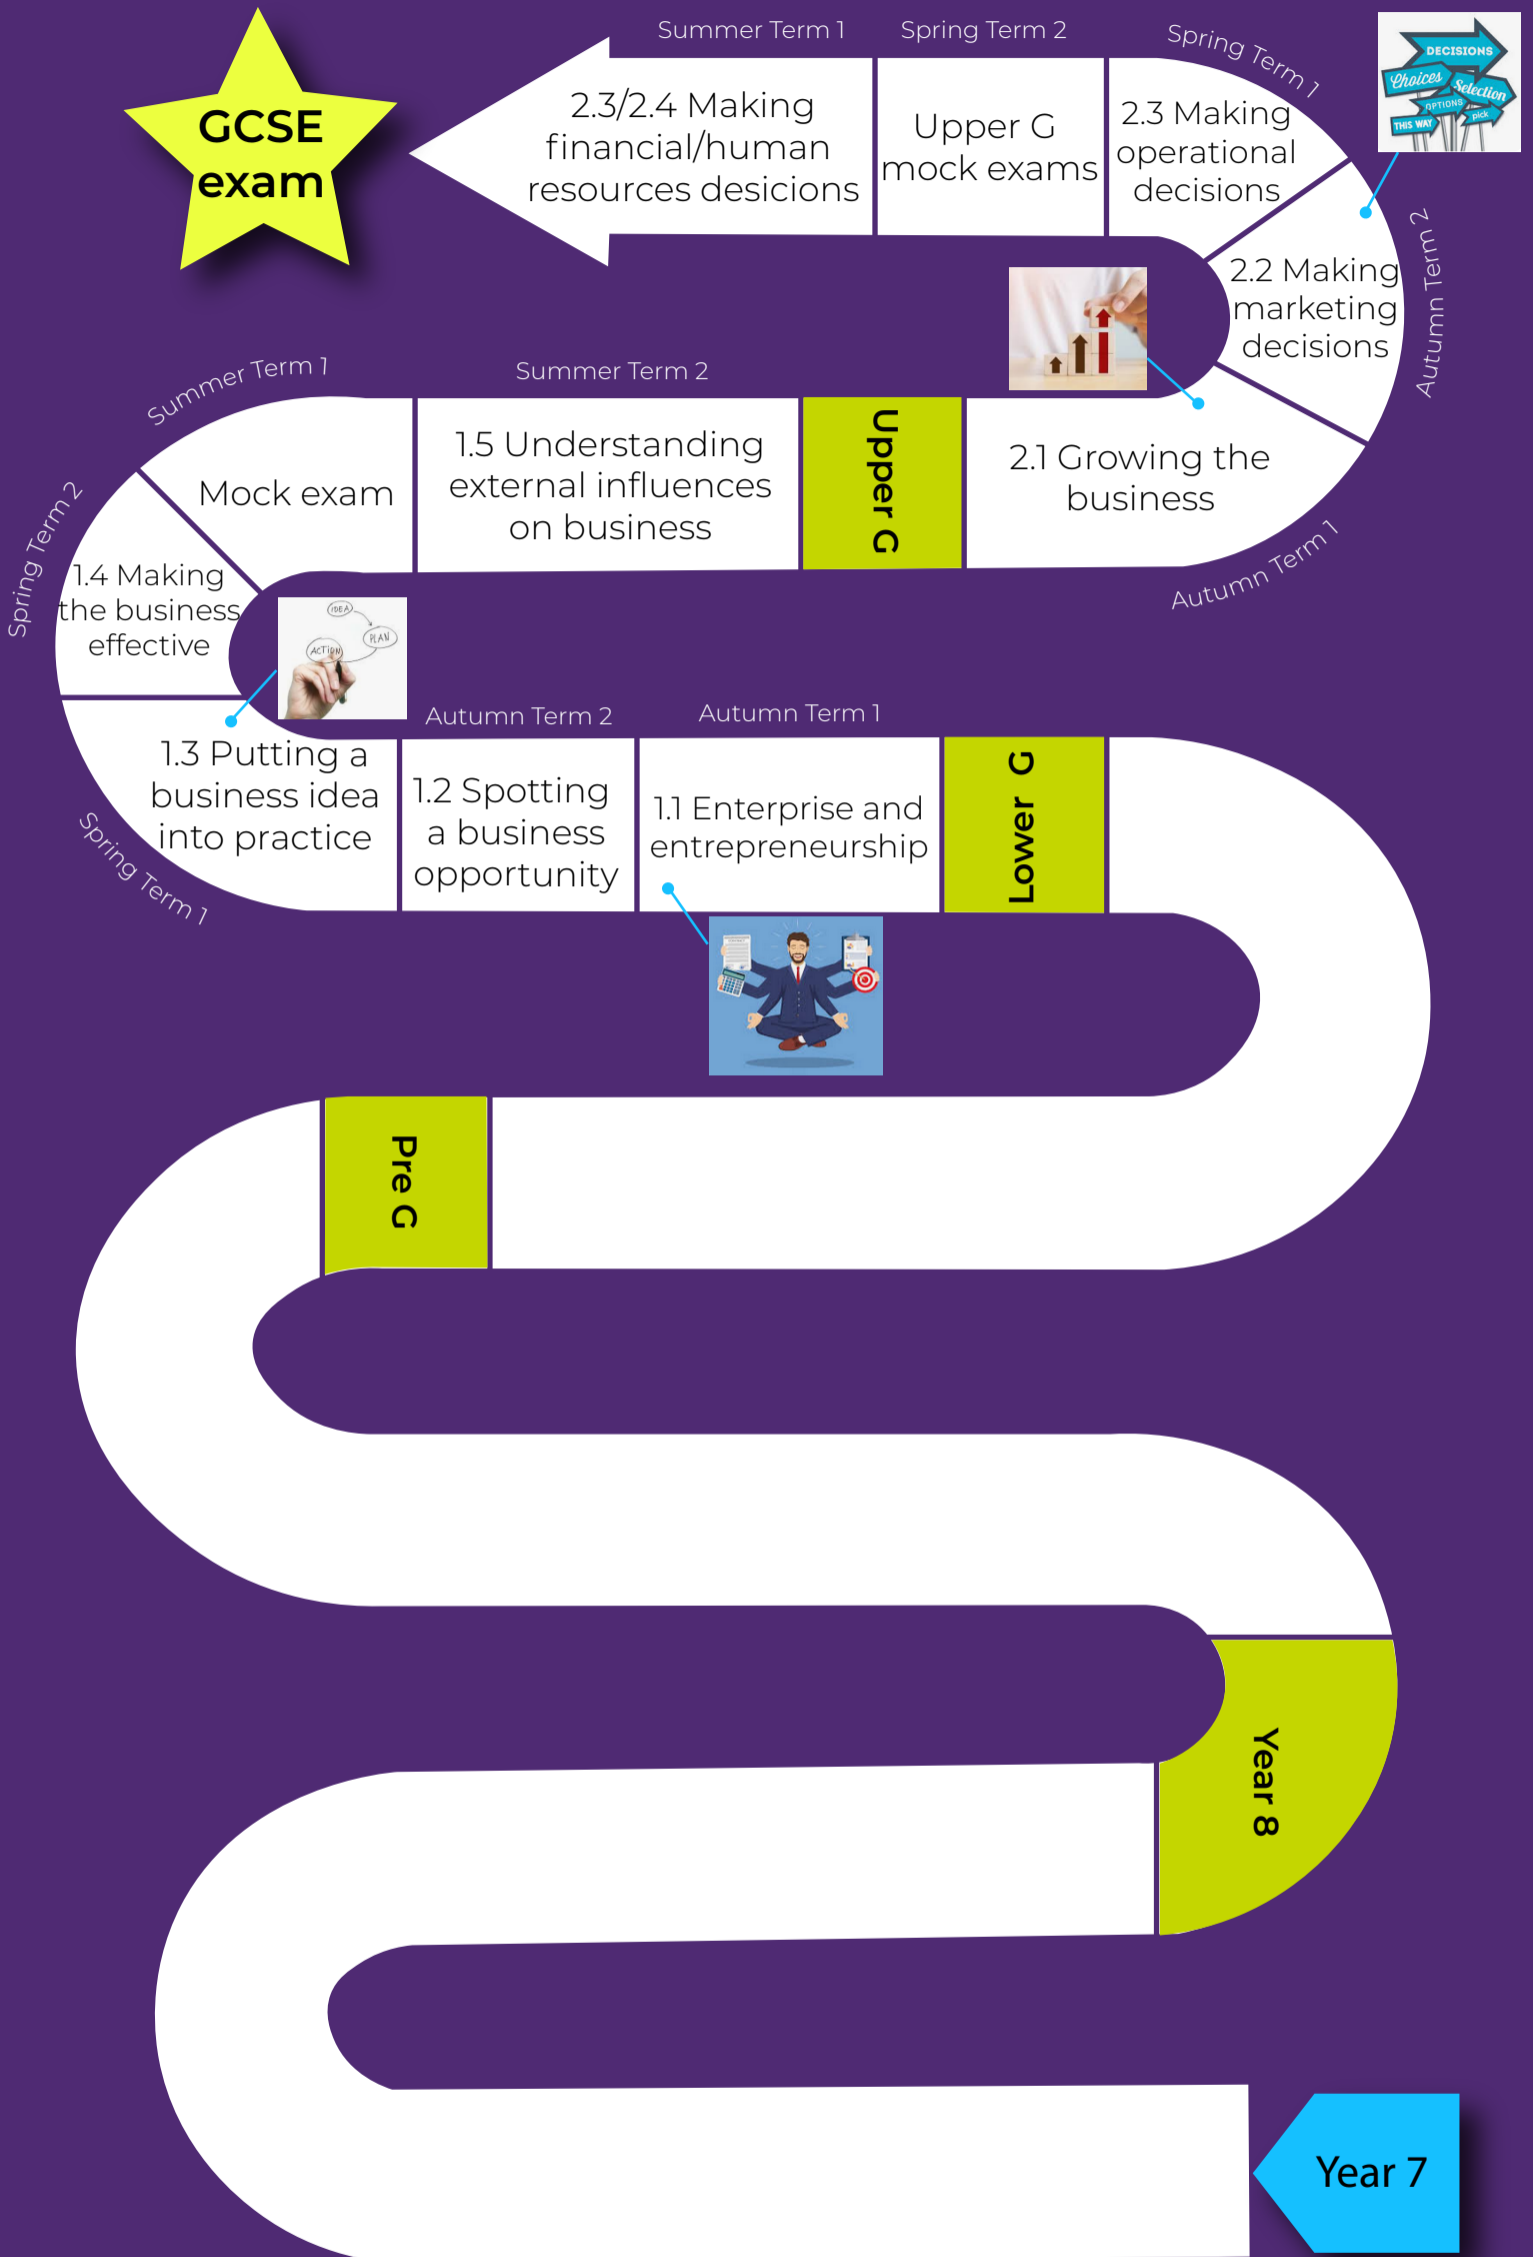 Summer Term 1
Spring Term 2
Spring Term 1
DECISIONS
Choices
Selection
OPTIONS
THIS WAY
pick
GCSE
exam
2.3/2.4 Making
financial/human
resources desicions
Upper G
mock exams
2.3 Making
operational
decisions
Autumn Term 2
2.2 Making
marketing
decisions
Summer Term 1
Summer Term 2
Mock exam
1.5 Understanding
external influences
on business
Upper G
2.1 Growing the
business
Autumn Term 1
Spring Term 2
1.4 Making
the business
effective
IDEA
PLAN
ACTION
Autumn Term 2
Autumn Term 1
1.3 Putting a
business idea
into practice
Spring Term 1
1.2 Spotting
a business
opportunity
1.1 Enterprise and
entrepreneurship
Lower G
Pre G
Year 8
Year 7